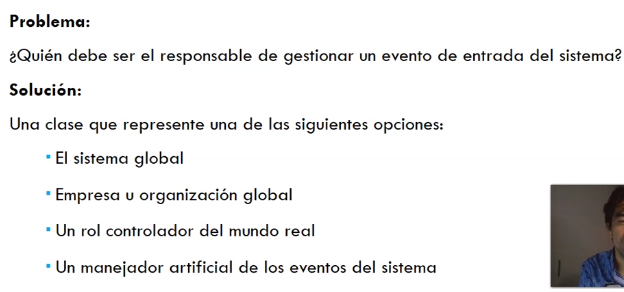 Problema:
¿Quién debe ser el responsable de gestionar un evento de entrada del sistema?
Solución:
Una clase que represente una de las siguientes opciones:
▪ El sistema global
▪ Empresa u organización global
▪ Un rol controlador del mundo real
▪ Un manejador artificial de los eventos del sistema